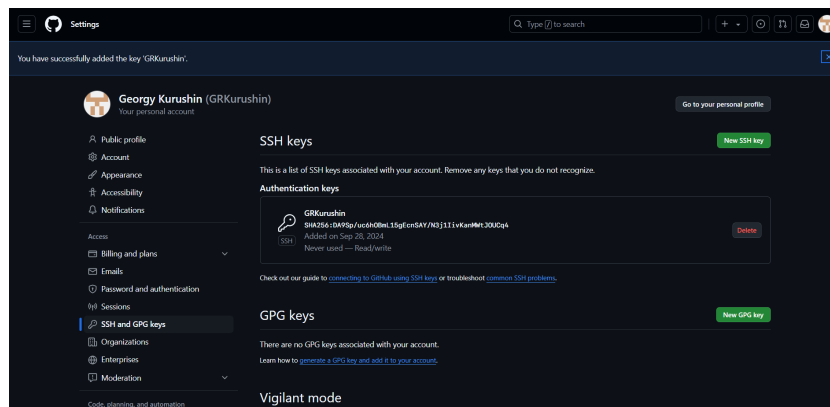 Settings
Type / to search
You have successfully added the key 'GRKurushin'.
Georgy Kurushin (GRKurushin)
Your personal account
Go to your personal profile
Public profile
Account
Appearance
Accessibility
Notifications
Access
Billing and plans
Emails
Password and authentication
Sessions
SSH and GPG keys
Organizations
Enterprises
Moderation
Code, planning, and automation
SSH keys
New SSH key
This is a list of SSH keys associated with your account. Remove any keys that you do not recognize.
Authentication keys
GRKurushin
SSH
Added on Sep 28, 2024
Never used — Read/write
Delete
Check out our guide to connecting to GitHub using SSH keys or troubleshoot common SSH problems.
GPG keys
New GPG key
There are no GPG keys associated with your account.
Learn how to generate a GPG key and add it to your account.
Vigilant mode